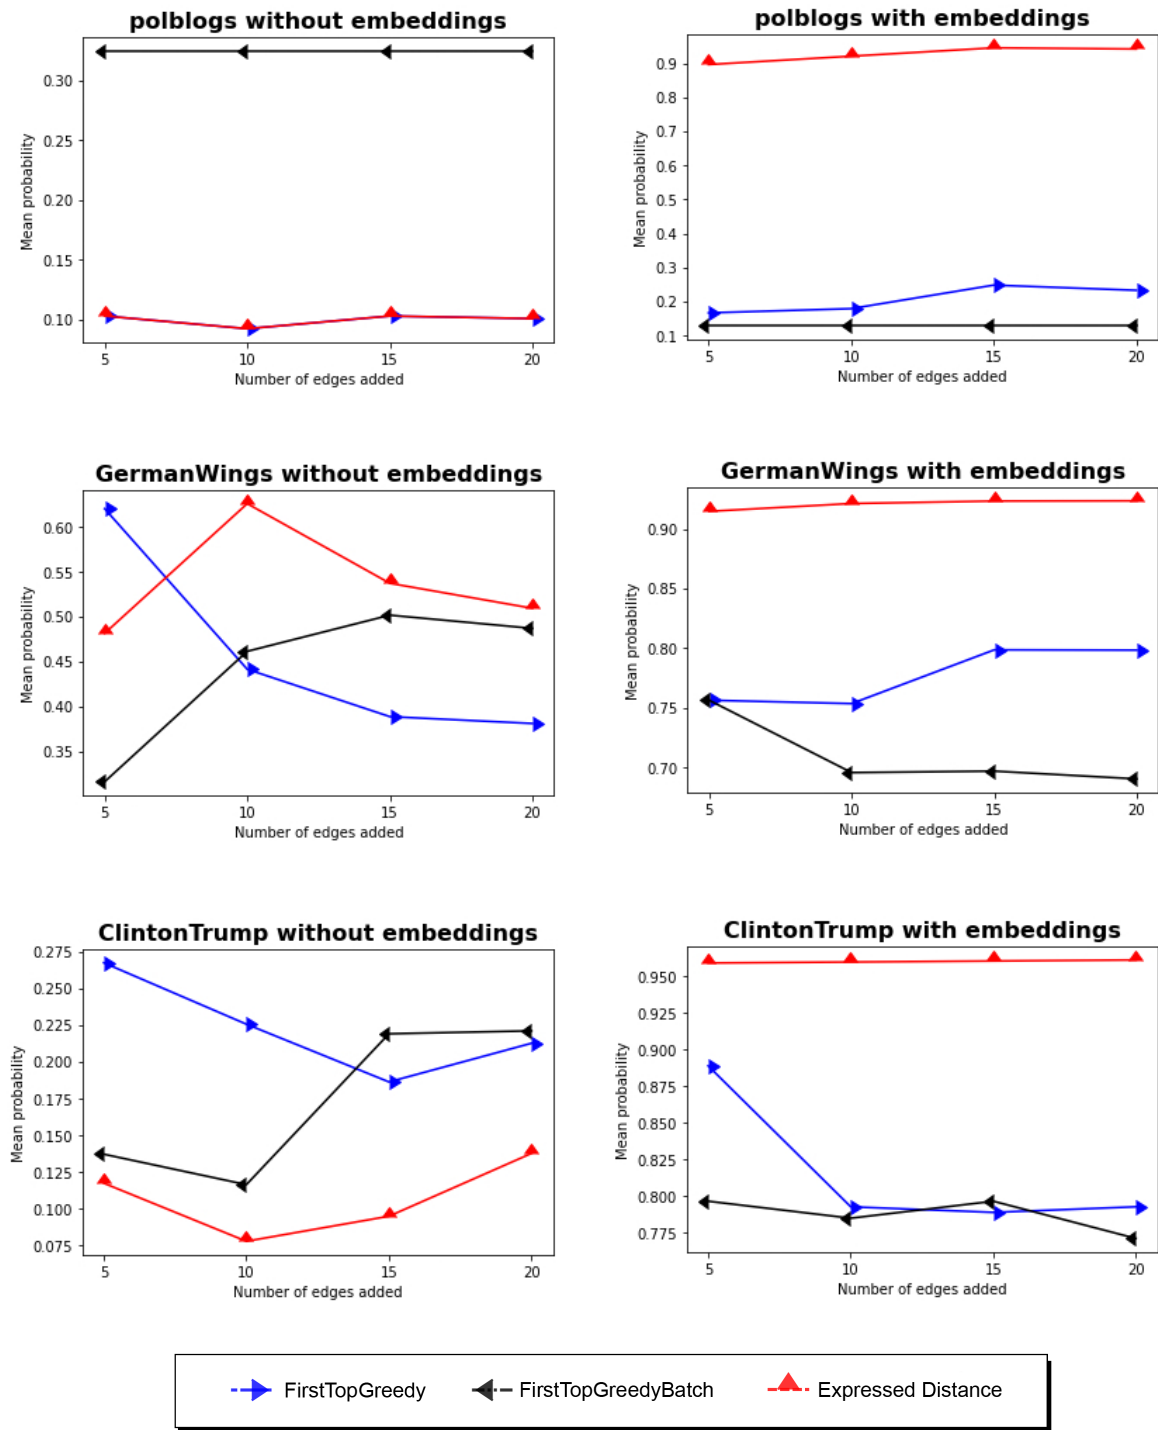 polblogs without embeddings
0.30
0.25
0.20
0.15
0.10
Mean probability
5 10 15 20
Number of edges added
polblogs with embeddings
0.9
0.8
0.7
0.6
0.5
0.4
0.3
0.2
0.1
Mean probability
5 10 15 20
Number of edges added
GermanWings without embeddings
0.60
0.55
0.50
0.45
0.40
0.35
Mean probability
5 10 15 20
Number of edges added
GermanWings with embeddings
0.90
0.85
0.80
0.75
0.70
Mean probability
5 10 15 20
Number of edges added
ClintonTrump without embeddings
0.275
0.250
0.225
0.200
0.175
0.150
0.125
0.100
0.075
Mean probability
5 10 15 20
Number of edges added
ClintonTrump with embeddings
0.950
0.925
0.900
0.875
0.850
0.825
0.800
0.775
Mean probability
5 10 15 20
Number of edges added
FirstTopGreedy FirstTopGreedyBatch Expressed Distance